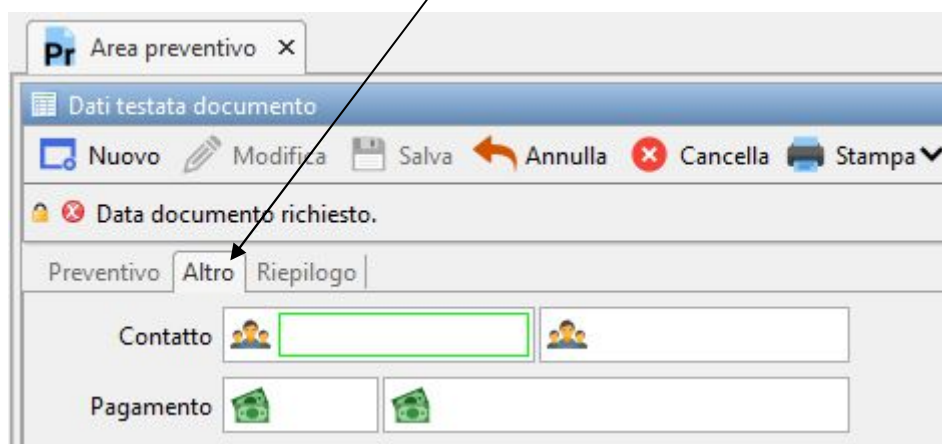 Pr Area preventivo
Dati testata documento
Nuovo Modifica Salva Annulla Cancella Stampa
Data documento richiesto.
Preventivo Altro Riepilogo
Contatto
Pagamento